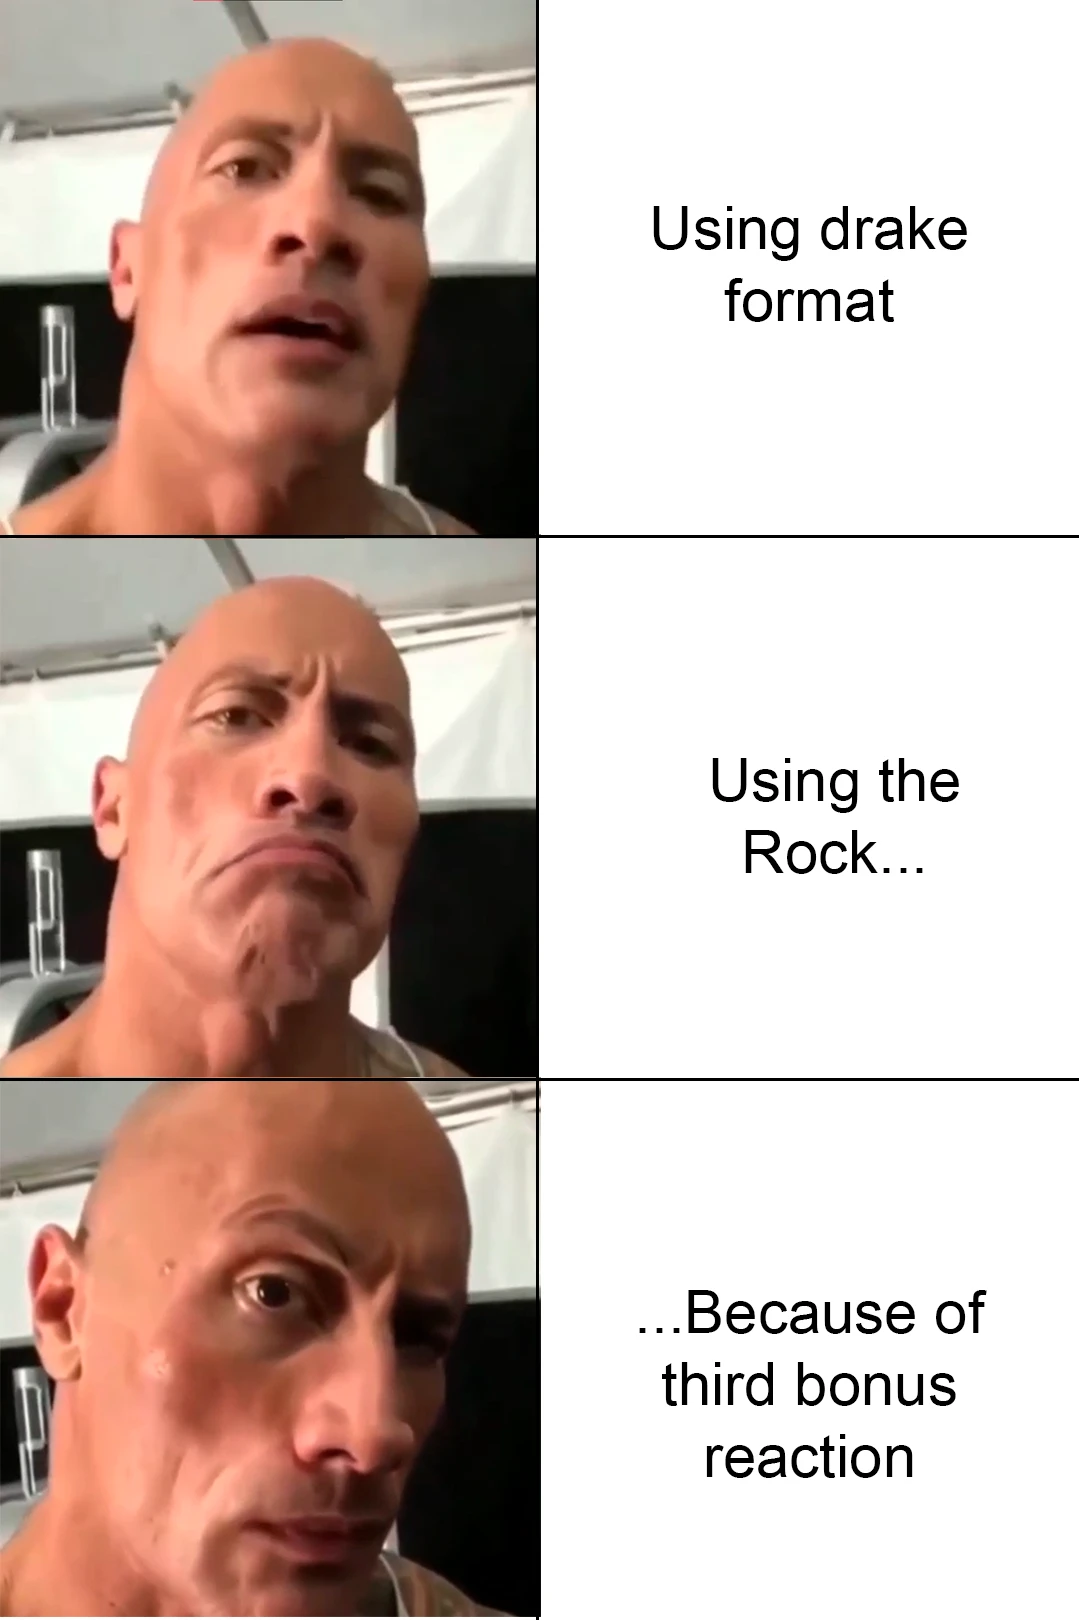 Using drake
format
Using the
Rock...
...Because of
third bonus
reaction